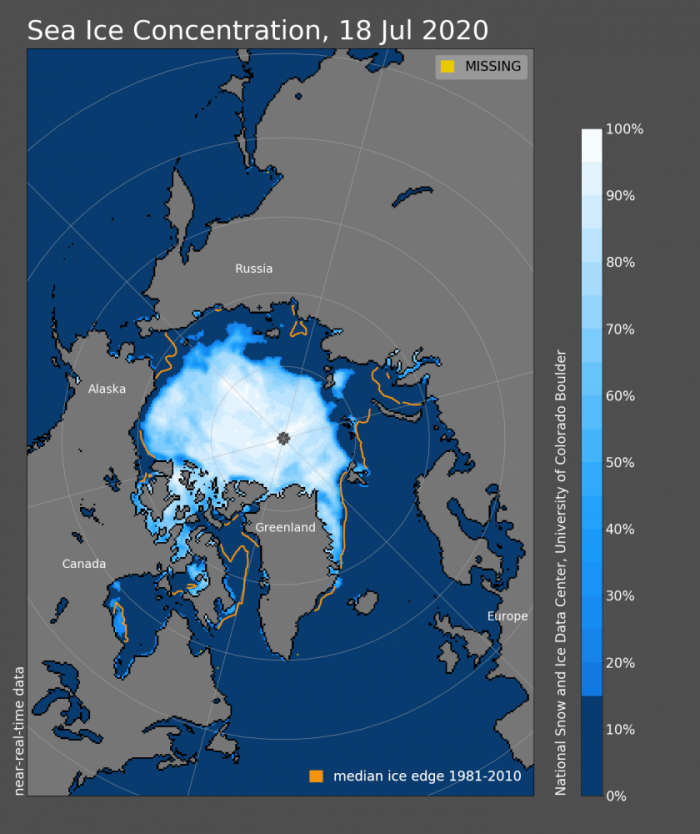 Sea Ice Concentration, 18 Jul 2020
MISSING
Russia
Alaska
Greenland
Canada
Europe
near-real-time data
median ice edge 1981-2010
100%
90%
80%
70%
60%
50%
40%
30%
20%
10%
0%
National Snow and Ice Data Center, University of Colorado Boulder